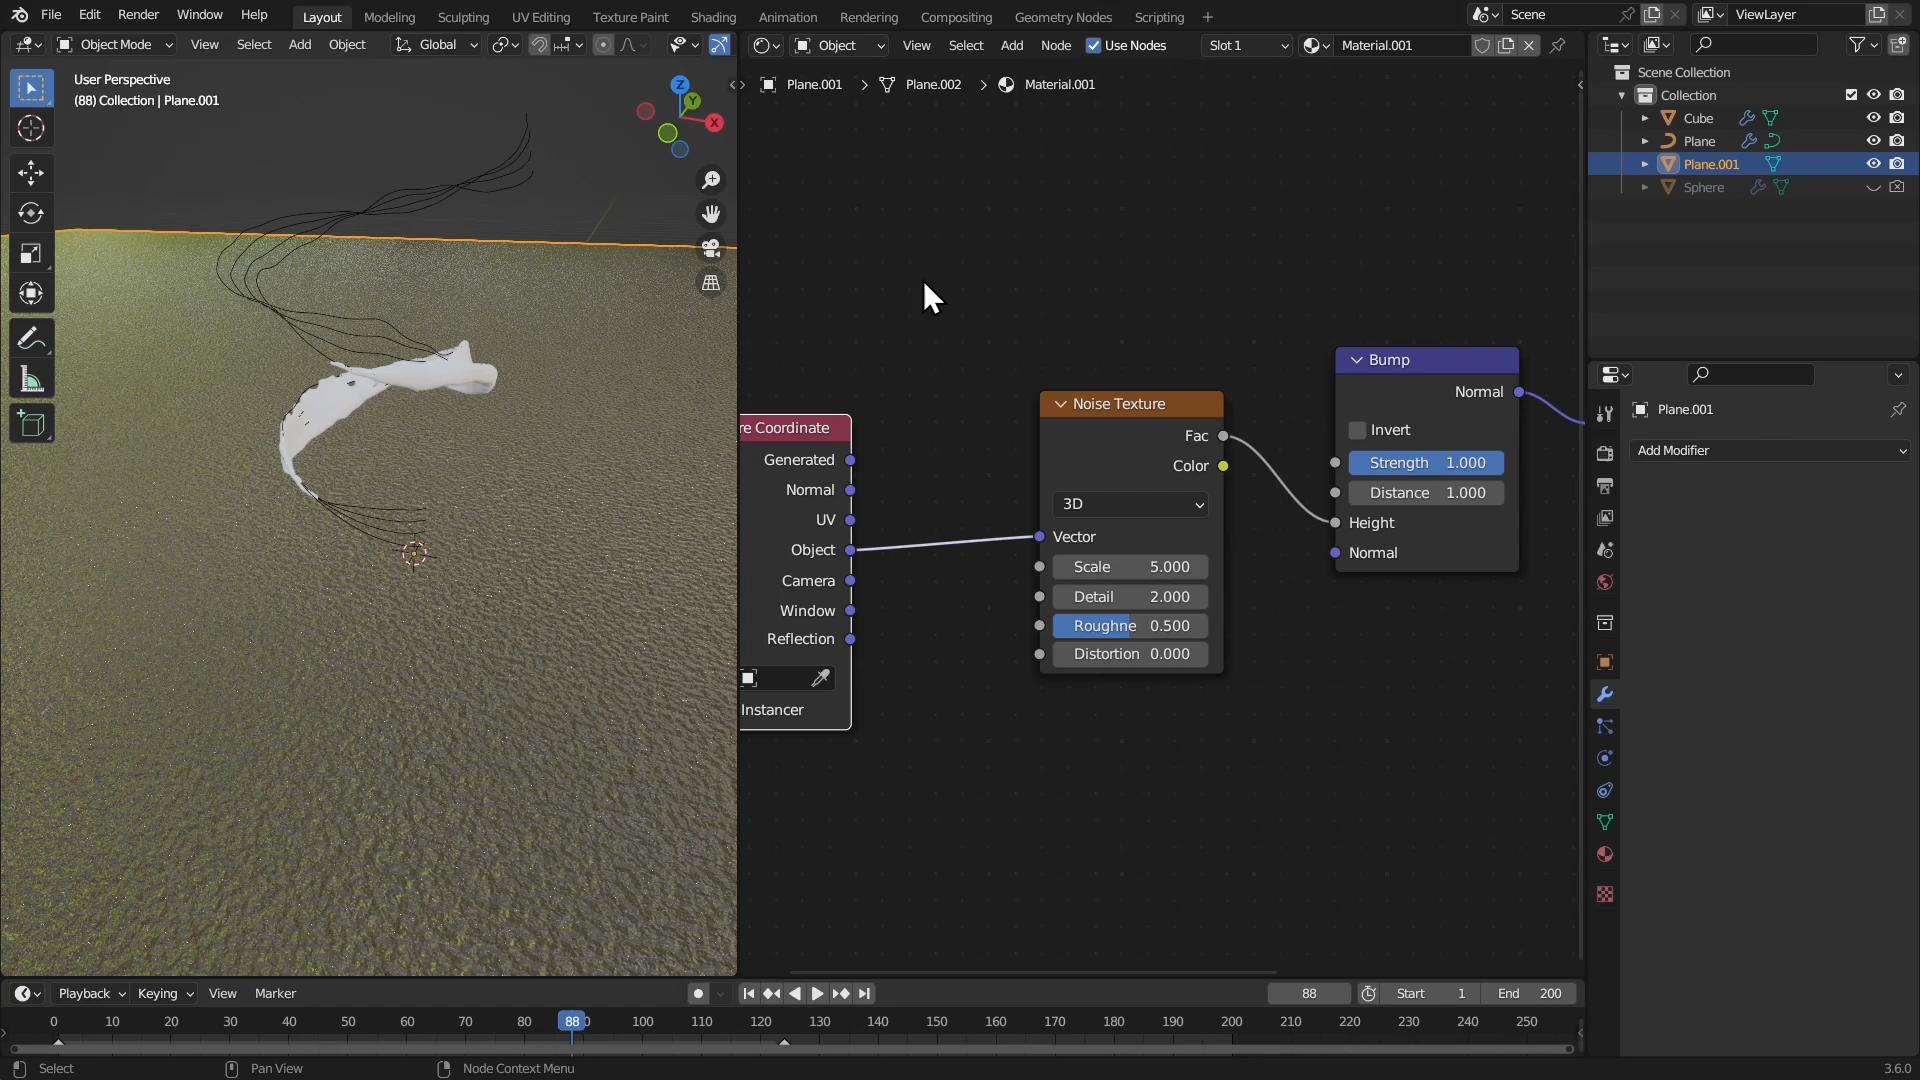 File Edit Render Window Help Layout Modeling Sculpting UV Editing Texture Paint Shading Animation Rendering Compositing Geometry Nodes Scripting + Scene ViewLayer
Object Mode View Select Add Object Global Object View Select Add Node Use Nodes Slot 1 Material.001
User Perspective
(88) Collection | Plane.001
Z
Y
X
Plane.001 > Plane.002 > Material.001
Scene Collection
Collection
Cube
Plane
Plane.001
Sphere
re Coordinate
Generated
Normal
UV
Object
Camera
Window
Reflection
Instancer
Noise Texture
Fac
Color
3D
Vector
Scale 5.000
Detail 2.000
Roughne 0.500
Distortion 0.000
Bump
Normal
Invert
Strength 1.000
Distance 1.000
Height
Normal
Plane.001
Add Modifier
Playback Keying View Marker 88 Start 1 End 200
0 10 20 30 40 50 60 70 80 88 0 100 110 120 130 140 150 160 170 180 190 200 210 220 230 240 250
Select Pan View Node Context Menu 3.6.0